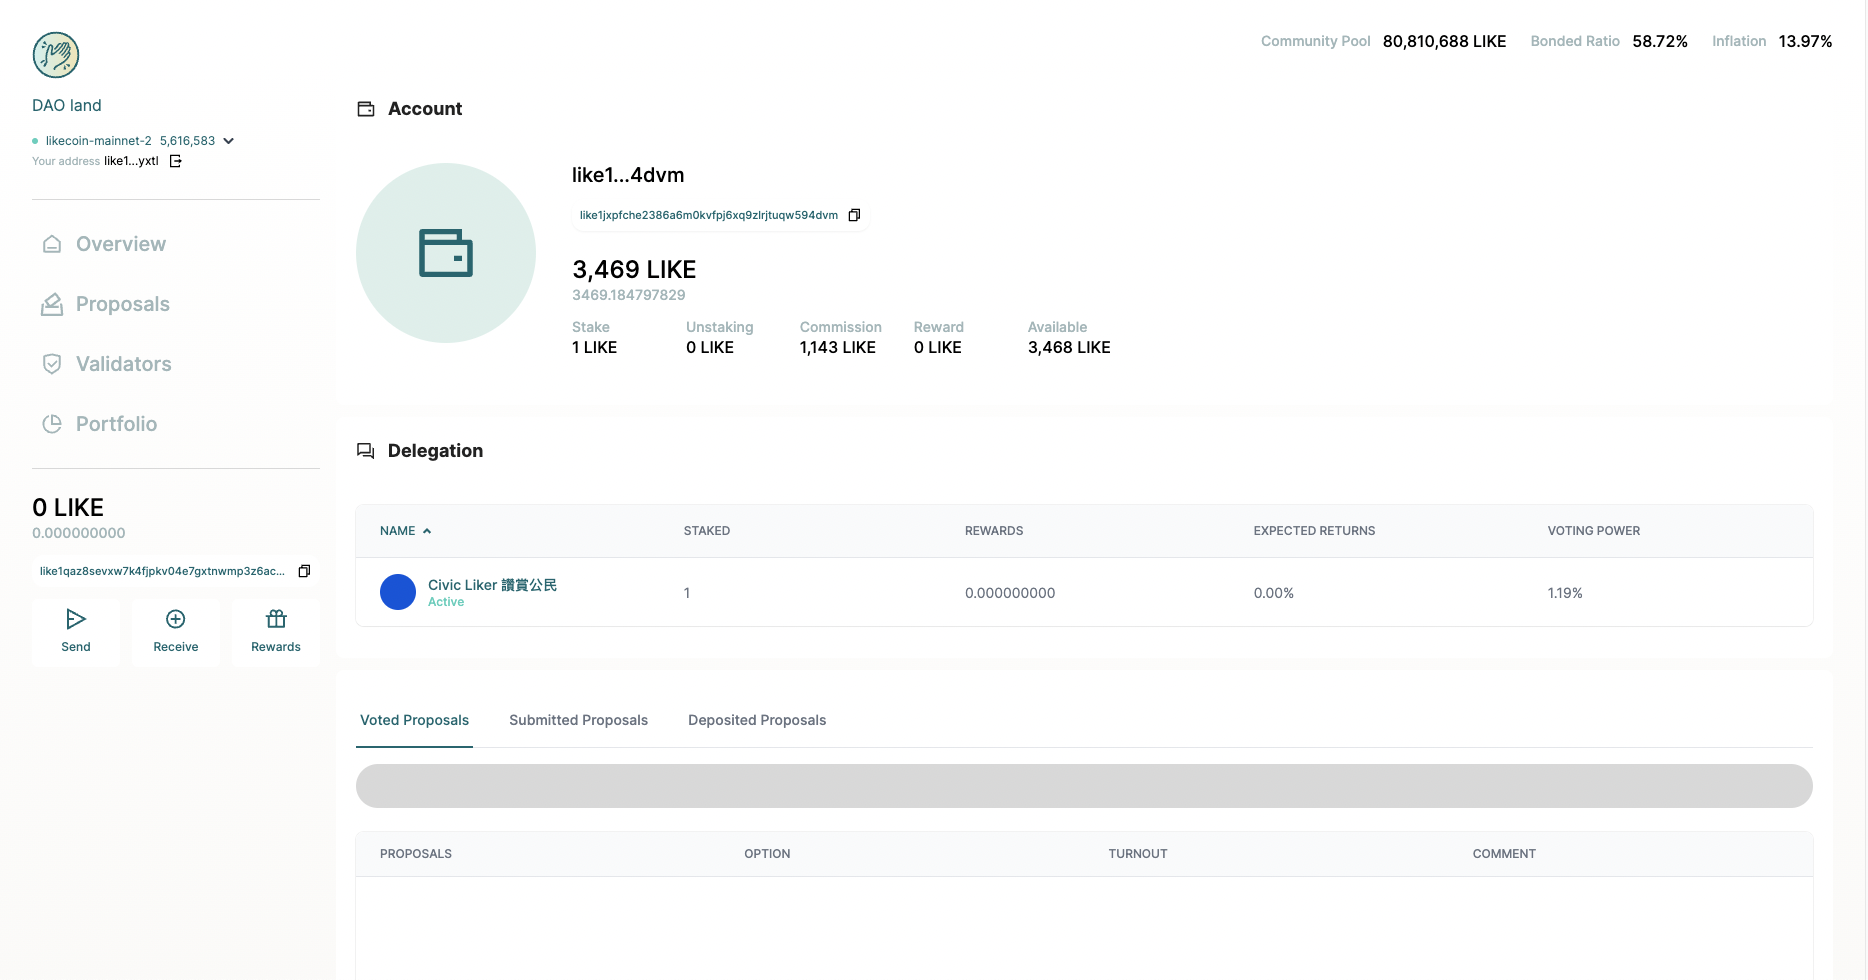 Community Pool 80,810,688 LIKE Bonded Ratio 58.72% Inflation 13.97%
DAO land
likecoin-mainnet-2 5,616,583
Your address like1...yxtl
Overview
Proposals
Validators
Portfolio
0 LIKE
0.000000000
like1qaz8sevxw7k4fjpkv04e7gxtnwmp3z6ac...
Send Receive Rewards
Account
like1...4dvm
like1jxpfche2386a6m0kvfpj6xq9zlrjtuqw594dvm
3,469 LIKE
3469.184797829
Stake Unstaking Commission Reward Available
1 LIKE 0 LIKE 1,143 LIKE 0 LIKE 3,468 LIKE
Delegation
NAME STAKED REWARDS EXPECTED RETURNS VOTING POWER
Civic Liker 讚賞公民 1 0.000000000 0.00% 1.19%
Active
Voted Proposals Submitted Proposals Deposited Proposals
PROPOSALS OPTION TURNOUT COMMENT